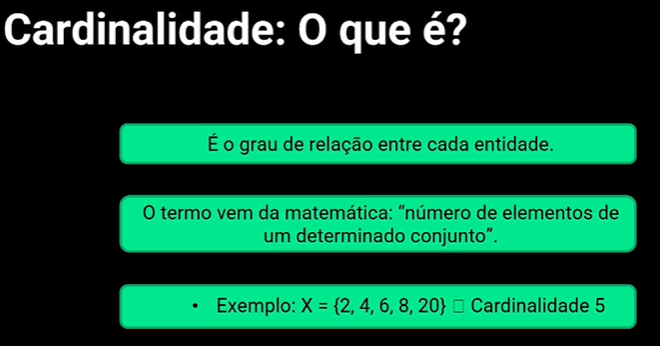 Cardinalidade: O que é?
É o grau de relação entre cada entidade.
O termo vem da matemática: “número de elementos de
um determinado conjunto”.
• Exemplo: X = {2, 4, 6, 8, 20} □ Cardinalidade 5